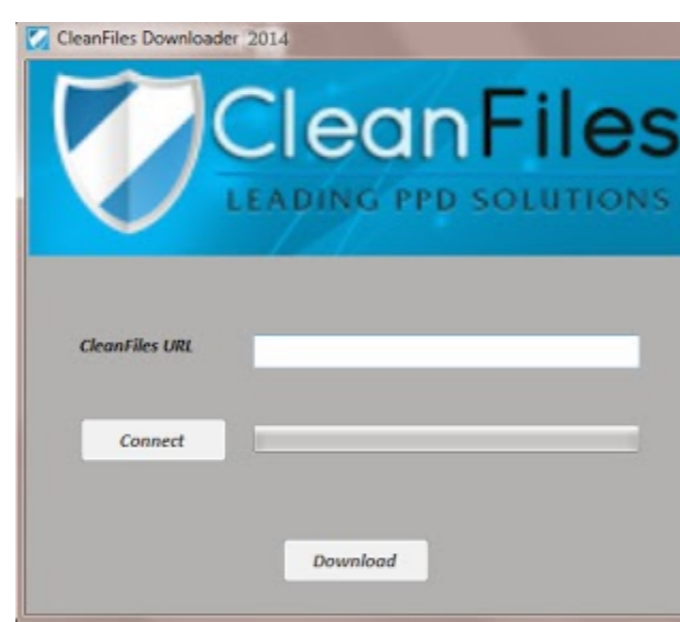 CleanFiles Downloader 2014
CleanFiles
LEADING PPD SOLUTIONS
CleanFiles URL
Connect
Download